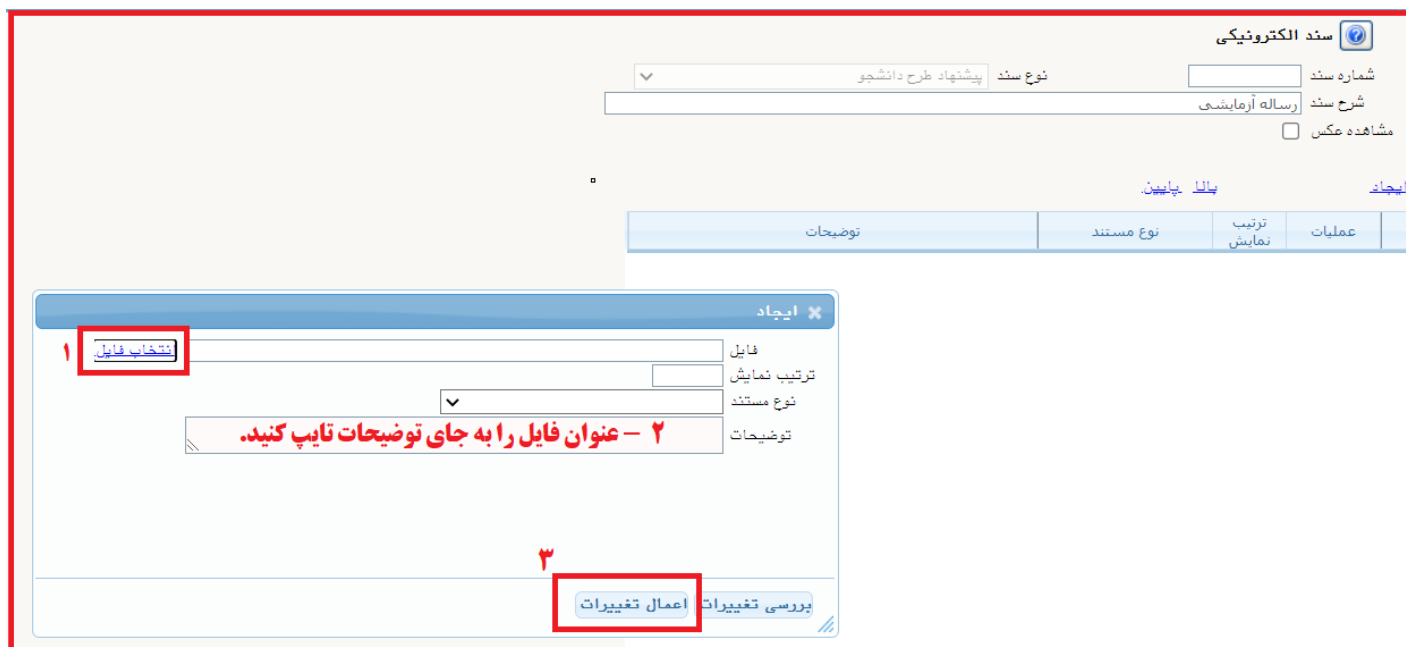 سند الکترونیکی
شماره سند نوع سند پیشنهاد طرح دانشجو
شرح سند رساله آزمایشی
مشاهده عکس
ایجاد بالا پایین
عملیات ترتیب نمایش نوع مستند توضیحات
ایجاد
فایل انتخاب فایل ۱
ترتیب نمایش
نوع مستند
توضیحات ۲ – عنوان فایل را به جای توضیحات تایپ کنید.
۳
بررسی تغییرات اعمال تغییرات